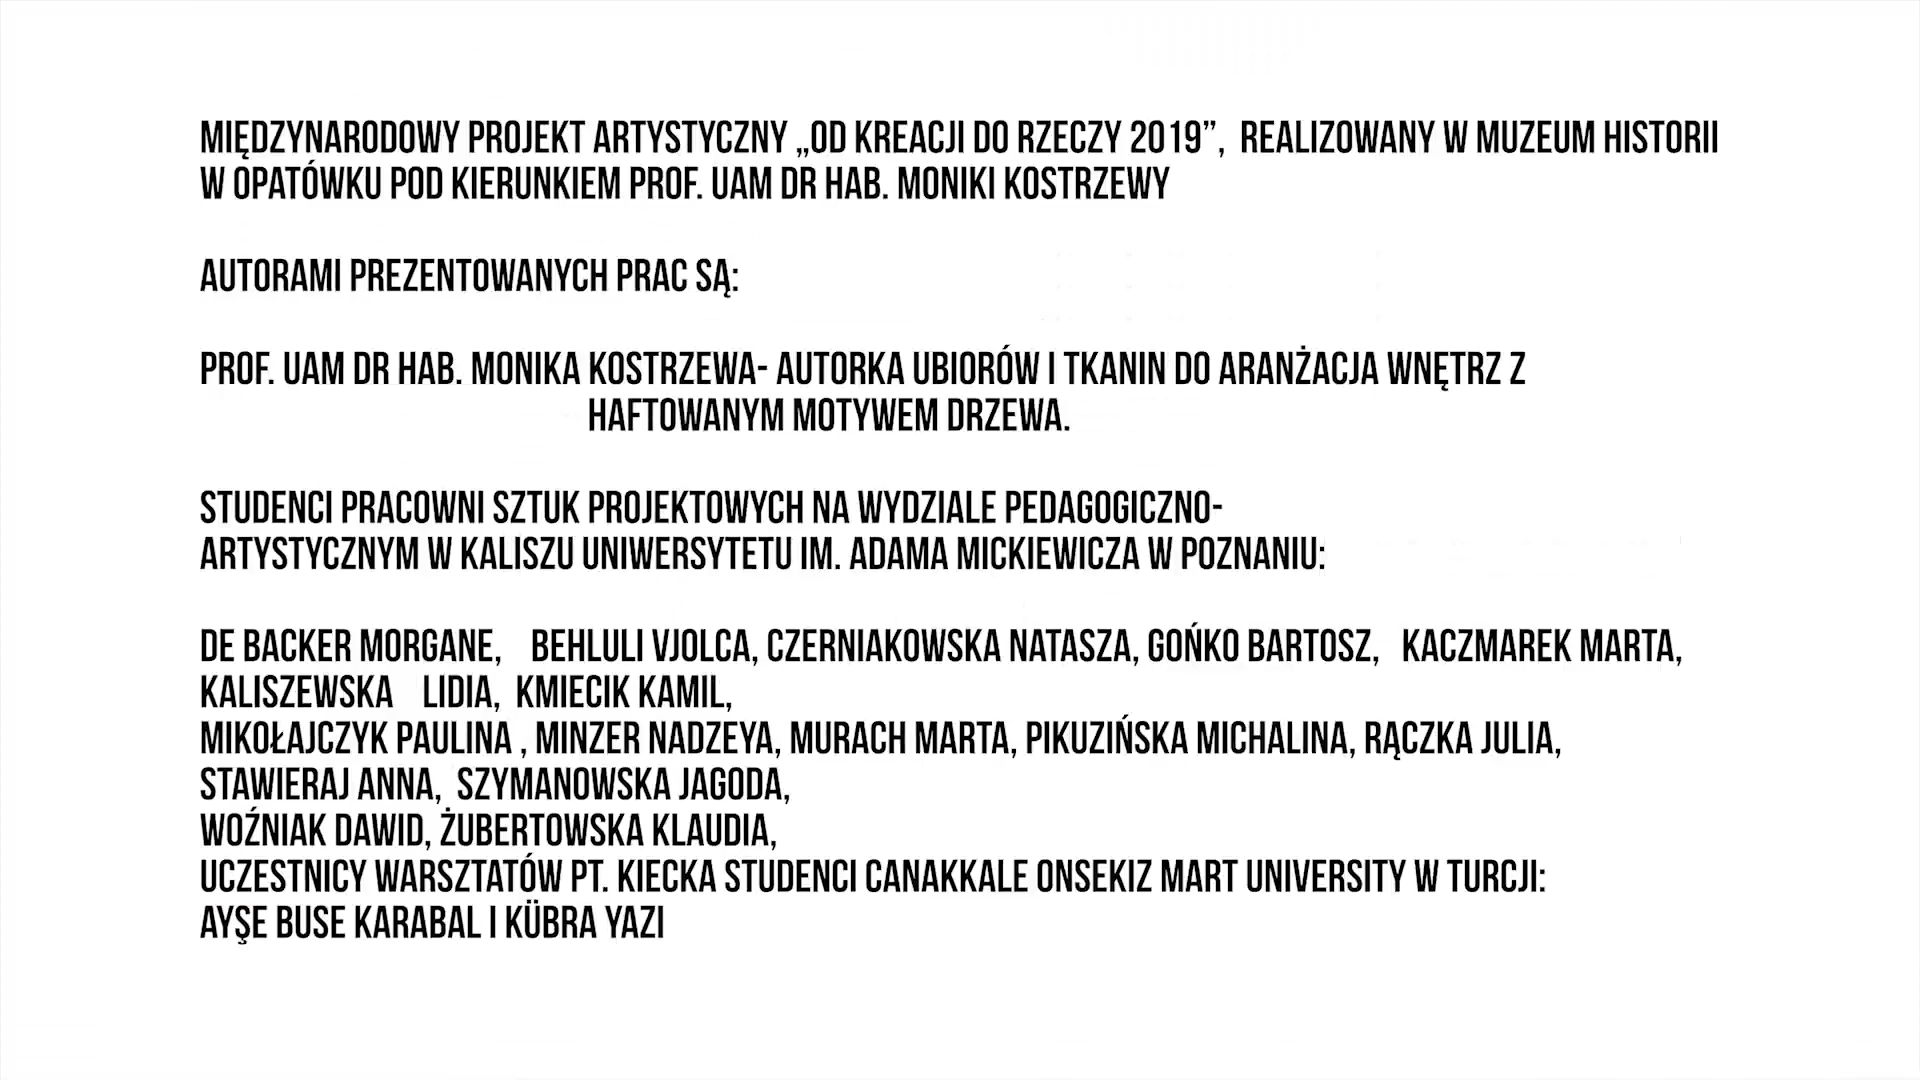 MIĘDZYNARODOWY PROJEKT ARTYSTYCZNY „OD KREACJI DO RZECZY 2019”, REALIZOWANY W MUZEUM HISTORII
W OPATÓWKU POD KIERUNKIEM PROF. UAM DR HAB. MONIKI KOSTRZEWY
AUTORAMI PREZENTOWANYCH PRAC SĄ:
PROF. UAM DR HAB. MONIKA KOSTRZEWA- AUTORKA UBIORÓW I TKANIN DO ARANŻACJA WNĘTRZ Z
HAFTOWANYM MOTYWEM DRZEWA.
STUDENCI PRACOWNI SZTUK PROJEKTOWYCH NA WYDZIALE PEDAGOGICZNO-
ARTYSTYCZNYM W KALISZU UNIWERSYTETU IM. ADAMA MICKIEWICZA W POZNANIU:
DE BACKER MORGANE, BEHLULI VJOLCA, CZERNIAKOWSKA NATASZA, GOŃKO BARTOSZ, KACZMAREK MARTA,
KALISZEWSKA LIDIA, KMIECIK KAMIL,
MIKOŁAJCZYK PAULINA , MINZER NADZEYA, MURACH MARTA, PIKUZIŃSKA MICHALINA, RĄCZKA JULIA,
STAWIERAJ ANNA, SZYMANOWSKA JAGODA,
WOŹNIAK DAWID, ŻUBERTOWSKA KLAUDIA,
UCZESTNICY WARSZTATÓW PT. KIECKA STUDENCI CANAKKALE ONSEKIZ MART UNIVERSITY W TURCJI:
AYŞE BUSE KARABAL I KÜBRA YAZI